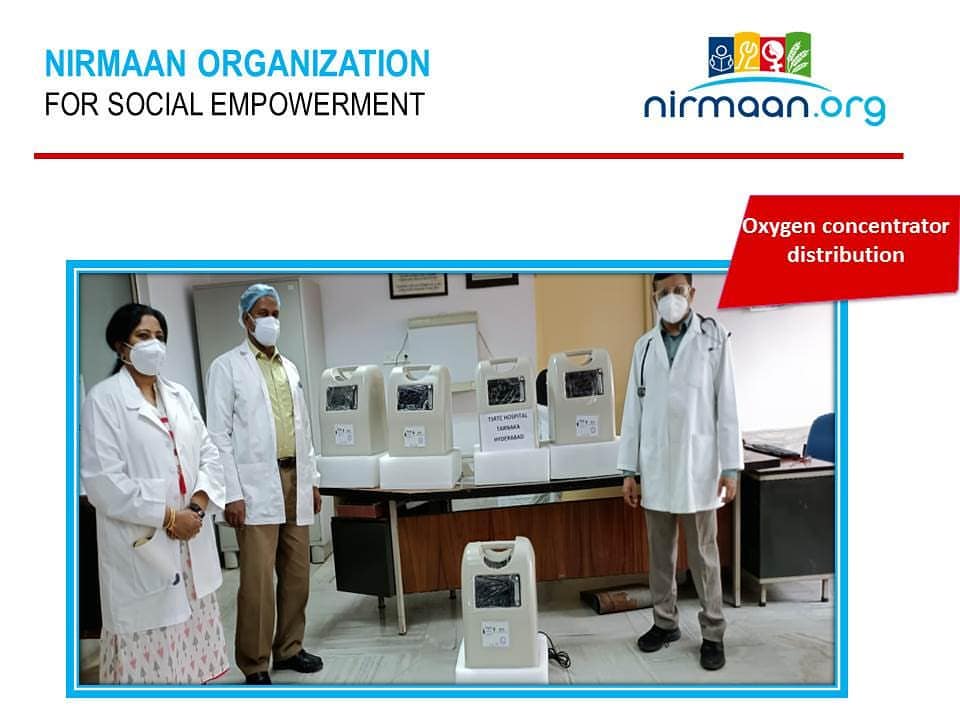 NIRMAAN ORGANIZATION
FOR SOCIAL EMPOWERMENT
nirmaan.org
Oxygen concentrator
distribution
TSRTC HOSPITAL
TARNAKA
HYDERABAD